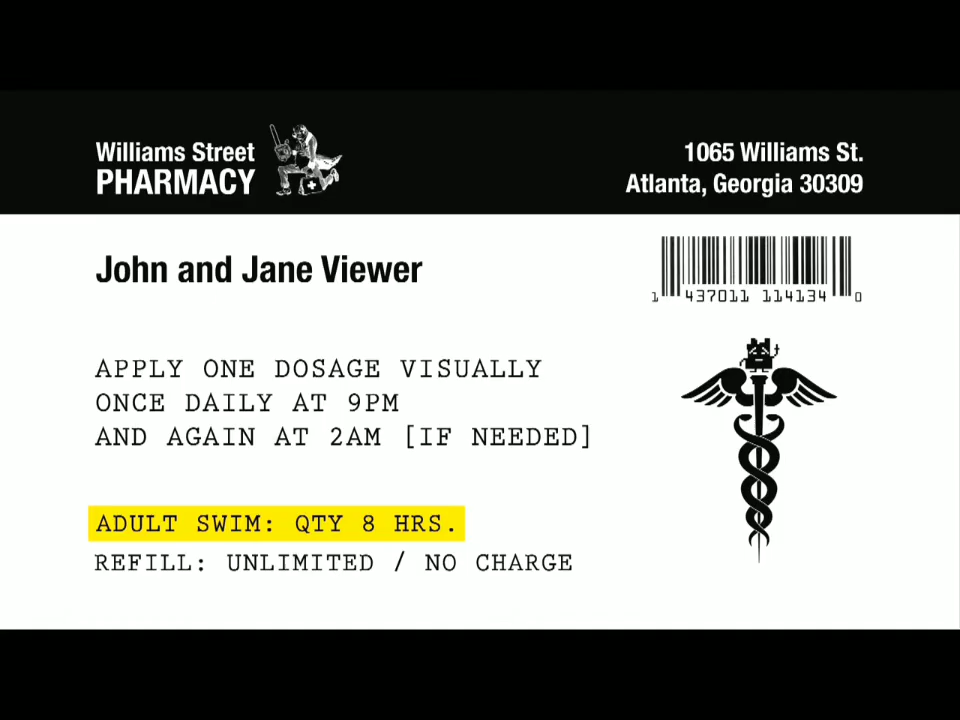 Williams Street
PHARMACY
1065 Williams St.
Atlanta, Georgia 30309
John and Jane Viewer
1 437011 114134 0
APPLY ONE DOSAGE VISUALLY
ONCE DAILY AT 9PM
AND AGAIN AT 2AM [IF NEEDED]
ADULT SWIM: QTY 8 HRS.
REFILL: UNLIMITED / NO CHARGE